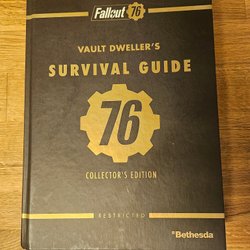 Fallout 76
VAULT DWELLER'S
SURVIVAL GUIDE
76
COLLECTOR'S EDITION
RESTRICTED
Bethesda